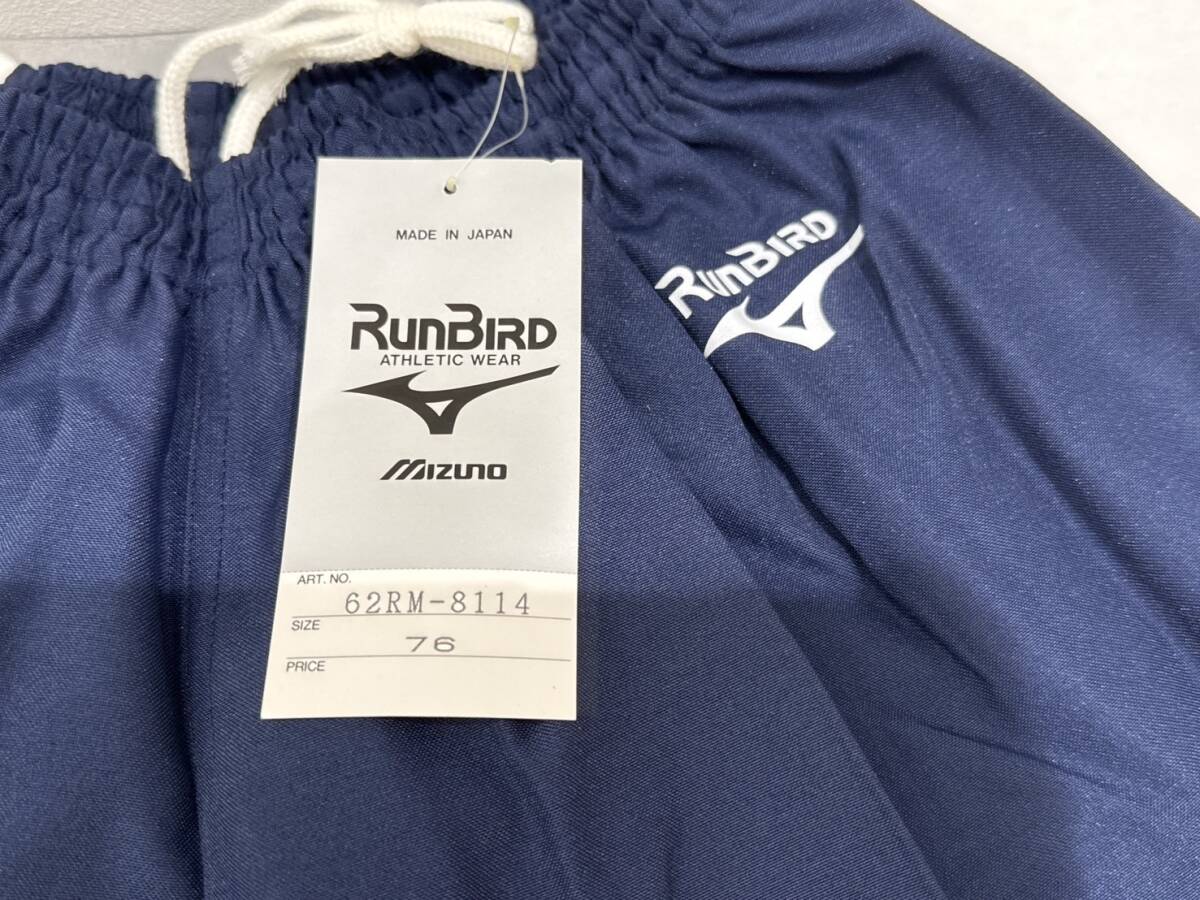 MADE IN JAPAN
RUNBIRD
ATHLETIC WEAR
MIZUNO
ART. NO.
62RM-8114
SIZE
76
PRICE
RUNBIRD